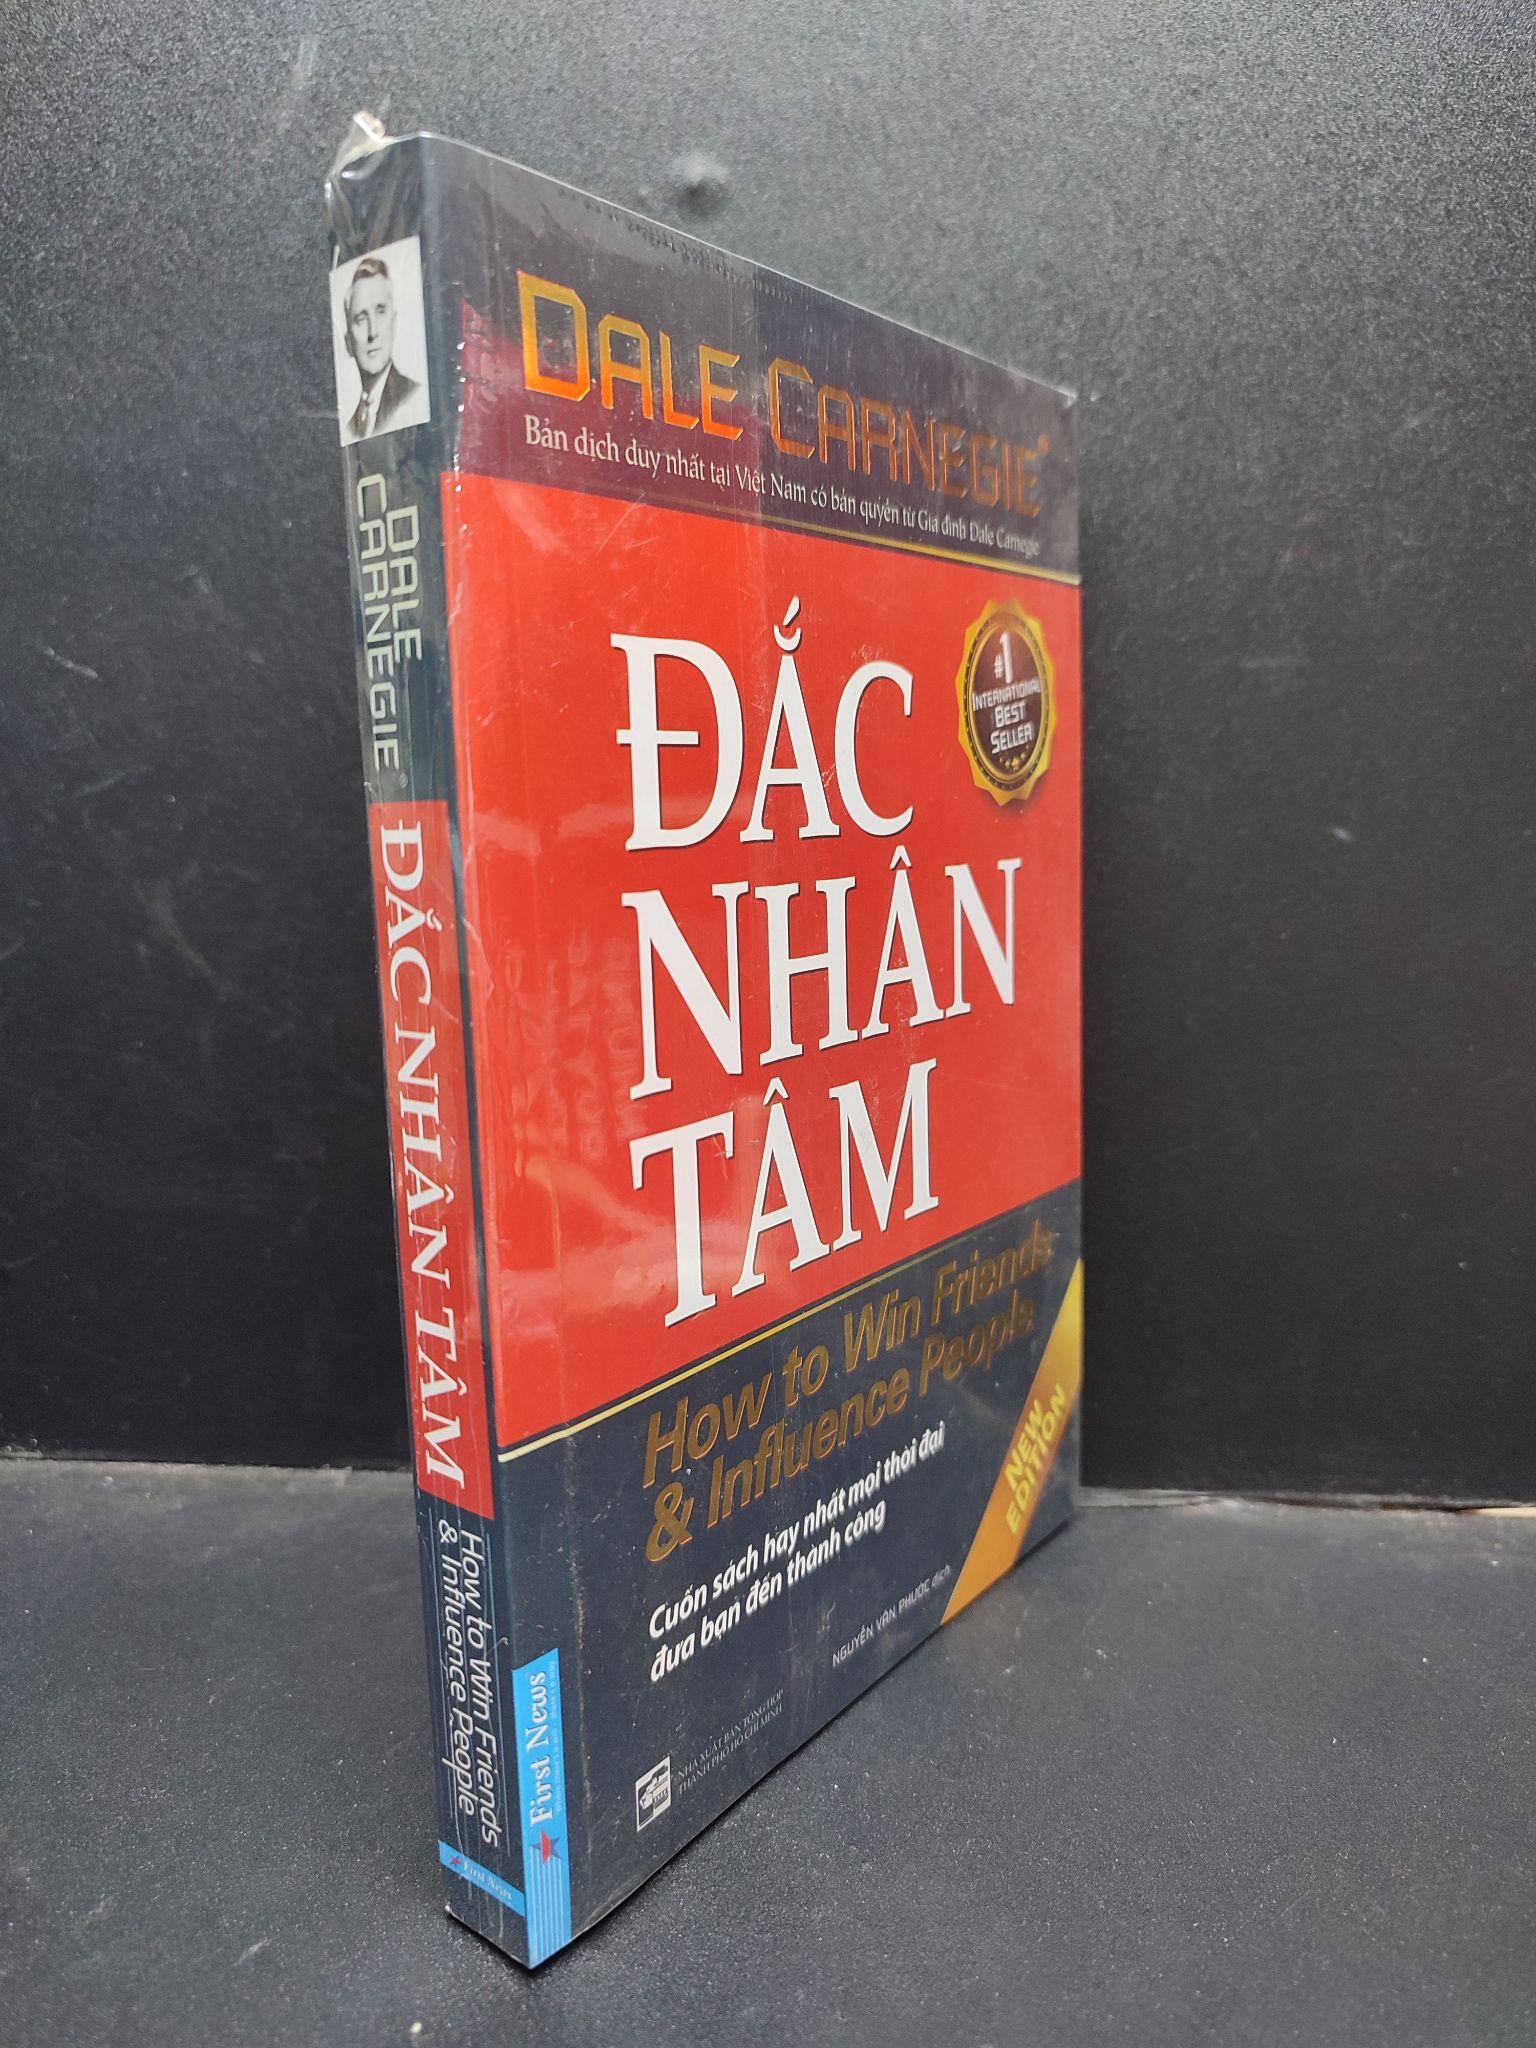 DALE CARNEGIE
Bản dịch duy nhất tại Việt Nam có bản quyền từ Gia đình Dale Carnegie
#1
INTERNATIONAL
BEST
SELLER
ĐẮC
NHÂN
TÂM
How to Win Friends
& Influence People
Cuốn sách hay nhất mọi thời đại
đưa bạn đến thành công
NEW
EDITION
NGUYỄN VĂN PHƯỚC dịch
NHÀ XUẤT BẢN TỔNG HỢP
THÀNH PHỐ HỒ CHÍ MINH
First News
DALE
CARNEGIE
ĐẮC NHÂN TÂM
How to Win Friends
& Influence People
First News